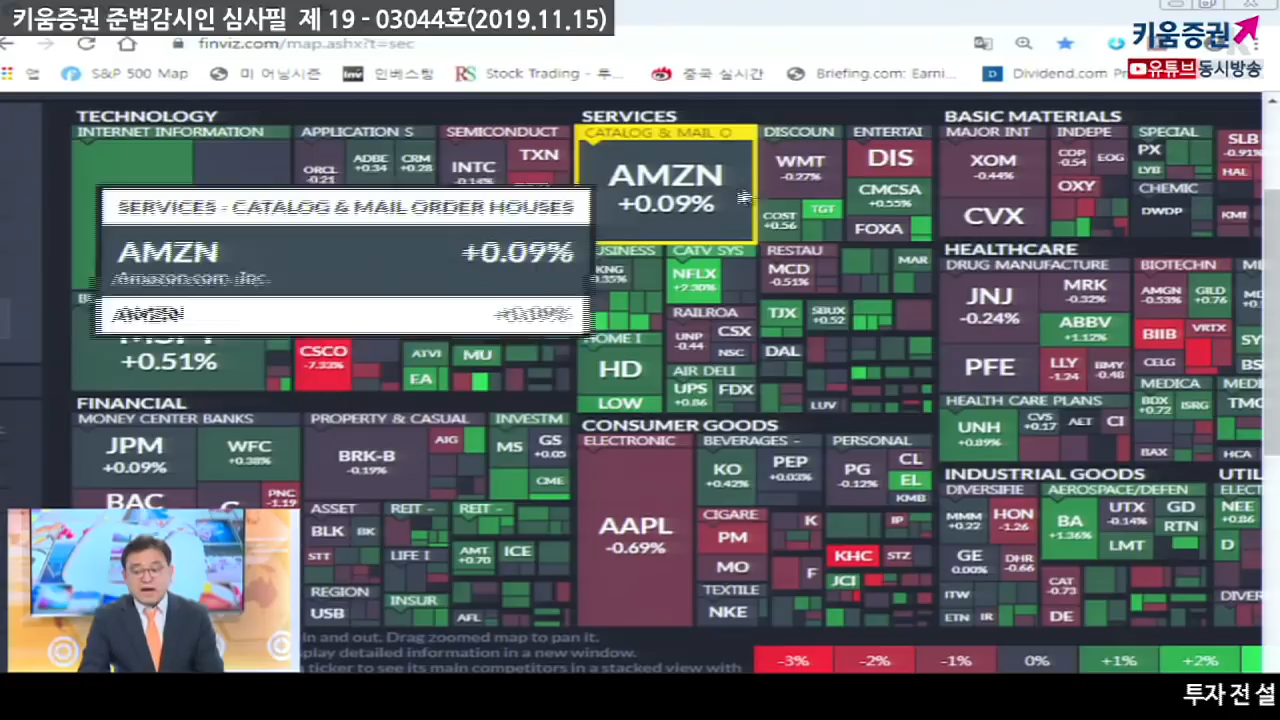 키움증권 준법감시인 심사필 제 19 - 03044호(2019.11.15)
키움증권
유튜브동시방송
finviz.com/map.ashx?t=sec
앱 S&P 500 Map 미 어닝시즌 Inv 인베스팅 RS Stock Trading - 투... 중국 실시간 Briefing.com: Earni... D Dividend.com Pr
TECHNOLOGY
INTERNET INFORMATION
APPLICATION S
SEMICONDUCT
ORCL
-0.21
ADBE
+0.34
CRM
+0.28
INTC
-0.14%
TXN
SERVICES - CATALOG & MAIL ORDER HOUSES
AMZN +0.09%
Amazon.com, Inc.
AMZN +0.09%
+0.51%
CSCO
-7.33%
ATVI
EA
MU
SERVICES
CATALOG & MAIL O
AMZN
+0.09%
DISCOUN
WMT
-0.27%
COST
+0.56
TGT
ENTERTAI
DIS
CMCSA
+0.55%
FOXA
CATV SYS
NFLX
+2.30%
RESTAU
MCD
-0.51%
MAR
RAILROA
UNP
-0.44
CSX
NSC
TJX
SBUX
+0.52
DAL
HOME I
HD
LOW
AIR DELI
UPS
+0.86
FDX
LUV
BASIC MATERIALS
MAJOR INT
XOM
-0.44%
CVX
INDEPE
COP
-0.54
EOG
OXY
SPECIAL
PX
LYB
CHEMIC
DWDP
SLB
-0.91%
HAL
KMI
HEALTHCARE
DRUG MANUFACTURE
JNJ
-0.24%
MRK
-0.32%
ABBV
+1.12%
PFE
LLY
-1.24
BMY
-0.48
BIOTECHN
AMGN
-0.53%
GILD
+0.76
BIIB
VRTX
CELG
HEALTH CARE PLANS
UNH
+0.89%
CVS
+0.17
AET
CI
MEDICA
BDX
+0.72
ISRG
BAX
MEDI
TMO
HCA
FINANCIAL
MONEY CENTER BANKS
JPM
+0.09%
WFC
+0.38%
BAC
PNC
-1.19
PROPERTY & CASUAL
BRK-B
-0.19%
AIG
INVESTM
MS
GS
+0.05
CME
ASSET
BLK
BK
STT
REIT -
REIT -
LIFE I
AMT
+0.70
ICE
REGION
USB
INSUR
AFL
CONSUMER GOODS
ELECTRONIC
AAPL
-0.69%
BEVERAGES -
KO
+0.42%
PEP
+0.03%
PERSONAL
PG
-0.12%
CL
EL
KMB
CIGARE
PM
MO
K
F
IP
KHC
STZ
JCI
TEXTILE
NKE
INDUSTRIAL GOODS
DIVERSIFIE
MMM
+0.22
HON
-1.26
GE
0.00%
DHR
-0.66
ITW
ETN
IR
AEROSPACE/DEFEN
BA
+1.36%
UTX
-0.14%
GD
RTN
LMT
CAT
-0.73
DE
UTIL
ELECT
NEE
+0.86
D
DIVER
in and out. Drag zoomed map to pan it.
play detailed information in a new window.
ticker to see its main competitors in a stacked view with
-3% -2% -1% 0% +1% +2%
투자전설